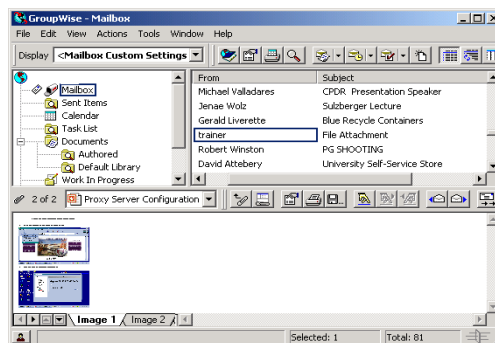 GroupWise - Mailbox
File Edit View Actions Tools Window Help
Display <Mailbox Custom Settings
From Subject
Mailbox
Sent Items
Calendar
Task List
Documents
Authored
Default Library
Work In Progress
Michael Valladares CPDR Presentation Speaker
Jenae Wolz Sulzberger Lecture
Gerald Liverette Blue Recycle Containers
trainer File Attachment
Robert Winston PG SHOOTING
David Attebery University Self-Service Store
2 of 2 Proxy Server Configuration
Image 1 Image 2
Selected: 1 Total: 81